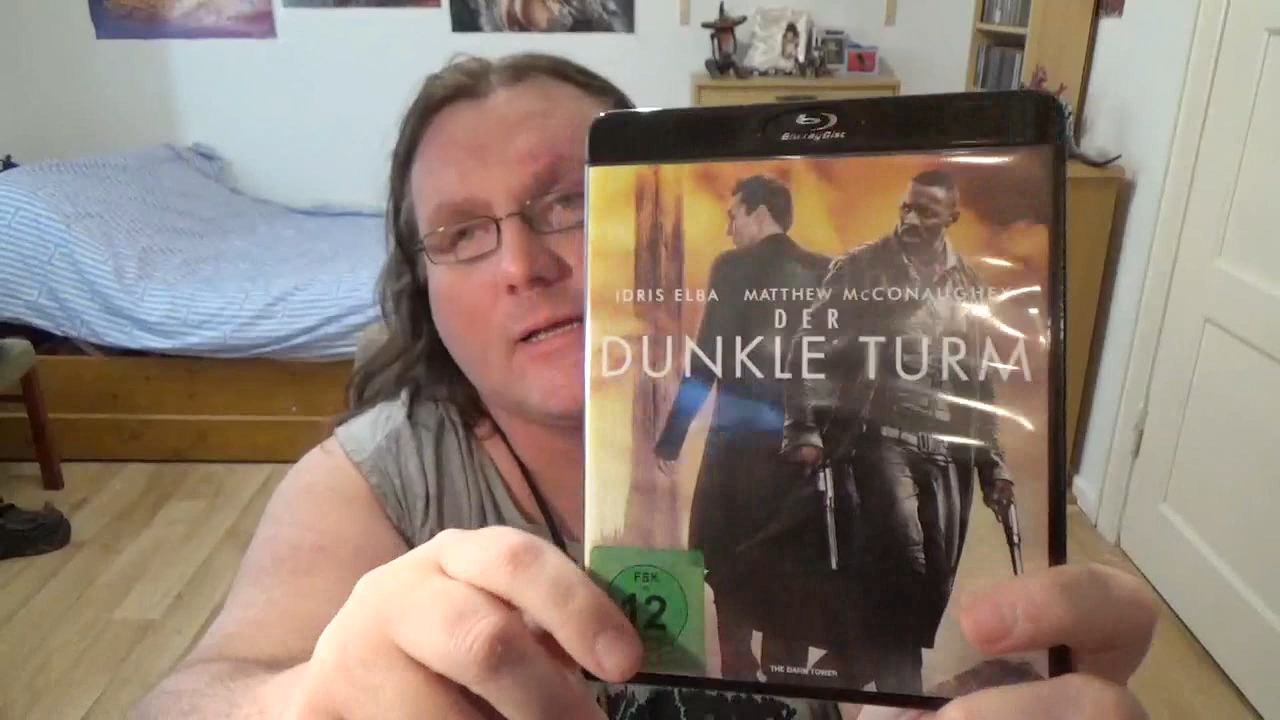 Blu-ray Disc
IDRIS ELBA MATTHEW McCONAUGHEY
DER
DUNKLE TURM
FSK
12
THE DARK TOWER